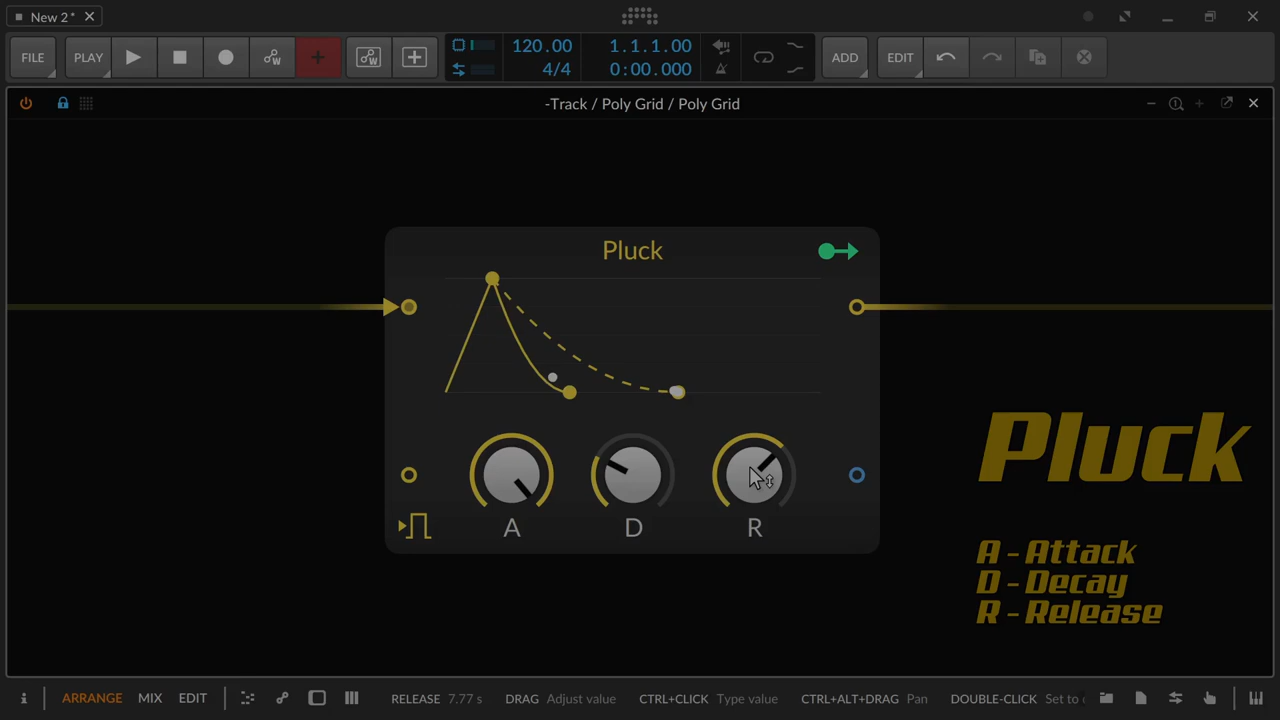 New 2*
FILE
PLAY
120.00
4/4
1.1.1.00
0:00.000
ADD
EDIT
-Track / Poly Grid / Poly Grid
Pluck
A
D
R
Pluck
A - Attack
D - Decay
R - Release
ARRANGE
MIX
EDIT
RELEASE 7.77 s
DRAG Adjust value
CTRL+CLICK Type value
CTRL+ALT+DRAG Pan
DOUBLE-CLICK Set to